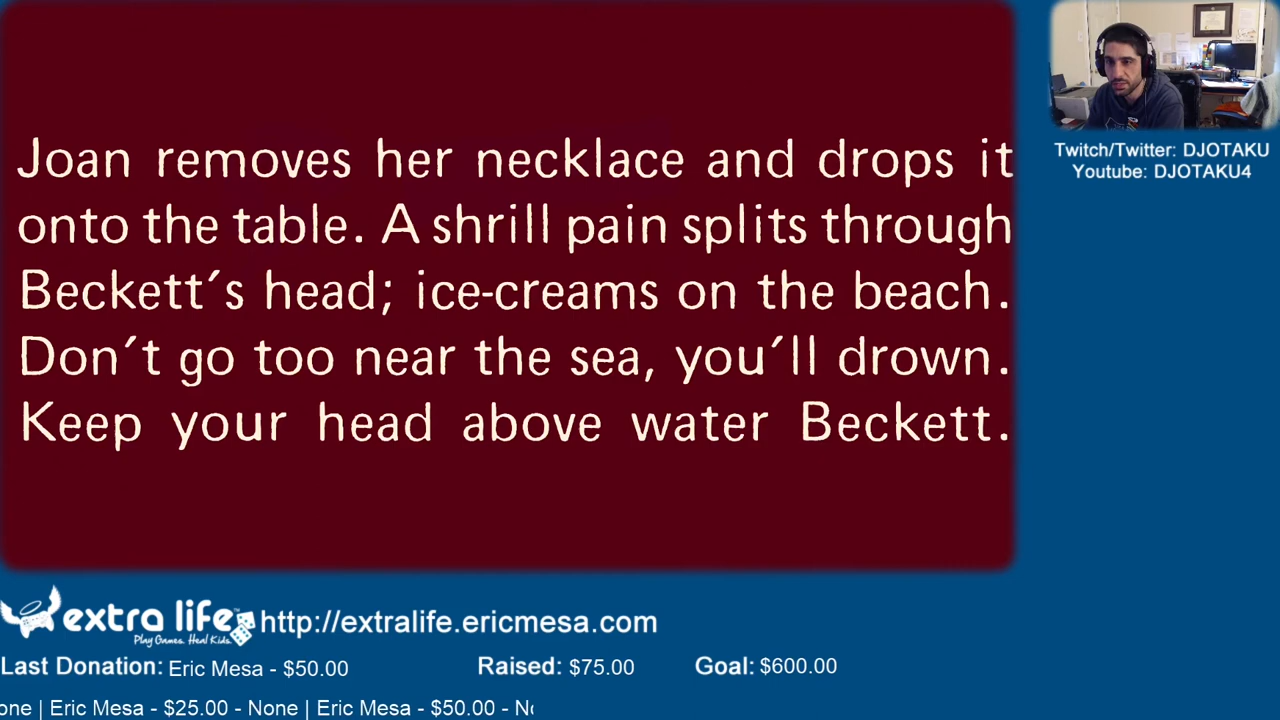 Joan removes her necklace and drops it
onto the table. A shrill pain splits through
Beckett's head; ice-creams on the beach.
Don't go too near the sea, you'll drown.
Keep your head above water Beckett.
Twitch/Twitter: DJOTAKU
Youtube: DJOTAKU4
extra life
Play Games. Heal Kids.
http://extralife.ericmesa.com
Last Donation: Eric Mesa - $50.00
Raised: $75.00
Goal: $600.00
one | Eric Mesa - $25.00 - None | Eric Mesa - $50.00 - No